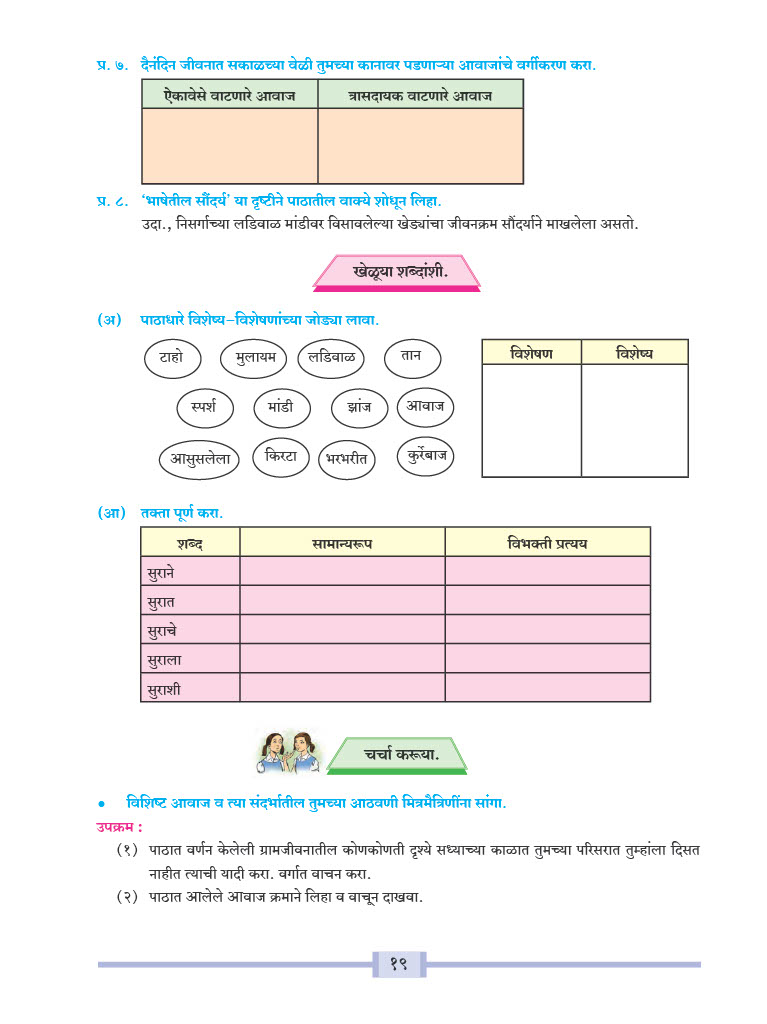 प्र. ७. दैनंदिन जीवनात सकाळच्या वेळी तुमच्या कानावर पडणाऱ्या आवाजांचे वर्गीकरण करा.
ऐकावेसे वाटणारे आवाज त्रासदायक वाटणारे आवाज
प्र. ८. ‘भाषेतील सौंदर्य’ या दृष्टीने पाठातील वाक्ये शोधून लिहा.
उदा., निसर्गाच्या लडिवाळ मांडीवर विसावलेल्या खेड्यांचा जीवनक्रम सौंदर्याने माखलेला असतो.
खेळूया शब्दांशी.
(अ) पाठाधारे विशेष्य-विशेषणांच्या जोड्या लावा.
टाहो मुलायम लडिवाळ तान
स्पर्श मांडी झांज आवाज
आसुसलेला किरटा भरभरीत कुर्रेबाज
विशेषण विशेष्य
(आ) तक्ता पूर्ण करा.
शब्द सामान्यरूप विभक्ती प्रत्यय
सुराने
सुरात
सुराचे
सुराला
सुराशी
चर्चा करूया.
• विशिष्ट आवाज व त्या संदर्भातील तुमच्या आठवणी मित्रमैत्रिणींना सांगा.
उपक्रम :
(१) पाठात वर्णन केलेली ग्रामजीवनातील कोणकोणती दृश्ये सध्याच्या काळात तुमच्या परिसरात तुम्हांला दिसत
नाहीत त्याची यादी करा. वर्गात वाचन करा.
(२) पाठात आलेले आवाज क्रमाने लिहा व वाचून दाखवा.
१९